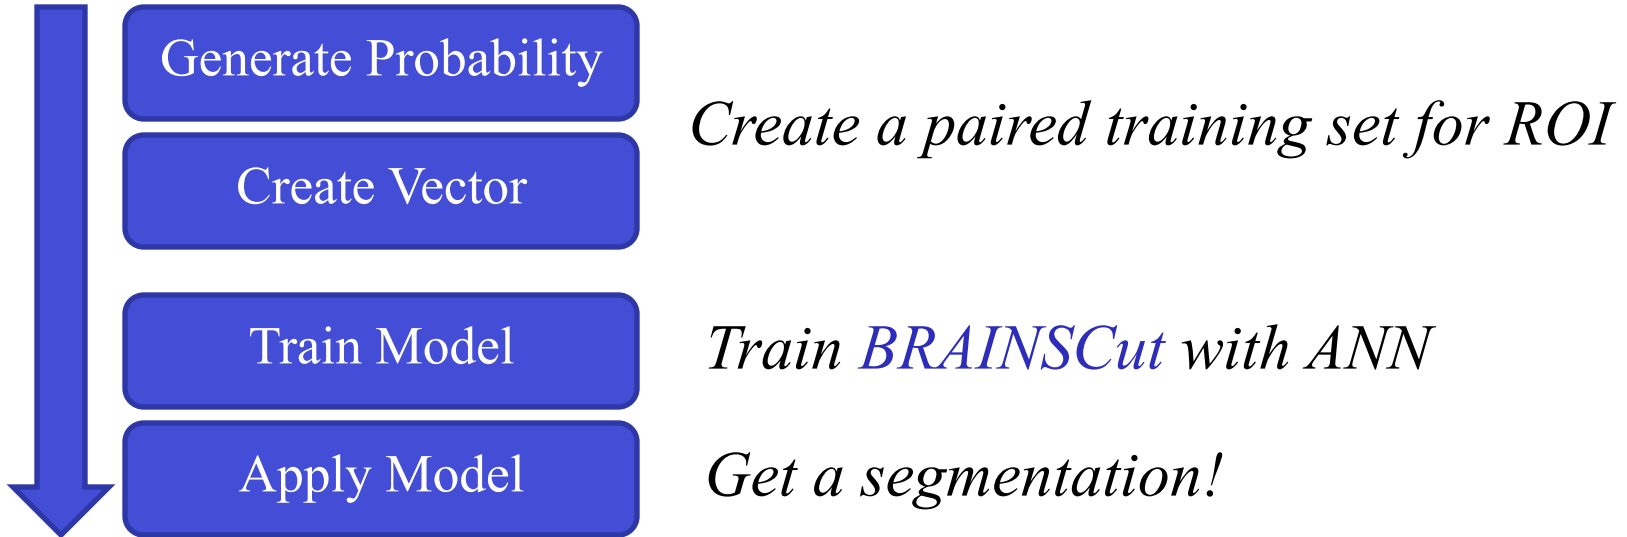 Generate Probability
Create a paired training set for ROI
Create Vector
Train Model
Train BRAINSCut with ANN
Apply Model
Get a segmentation!